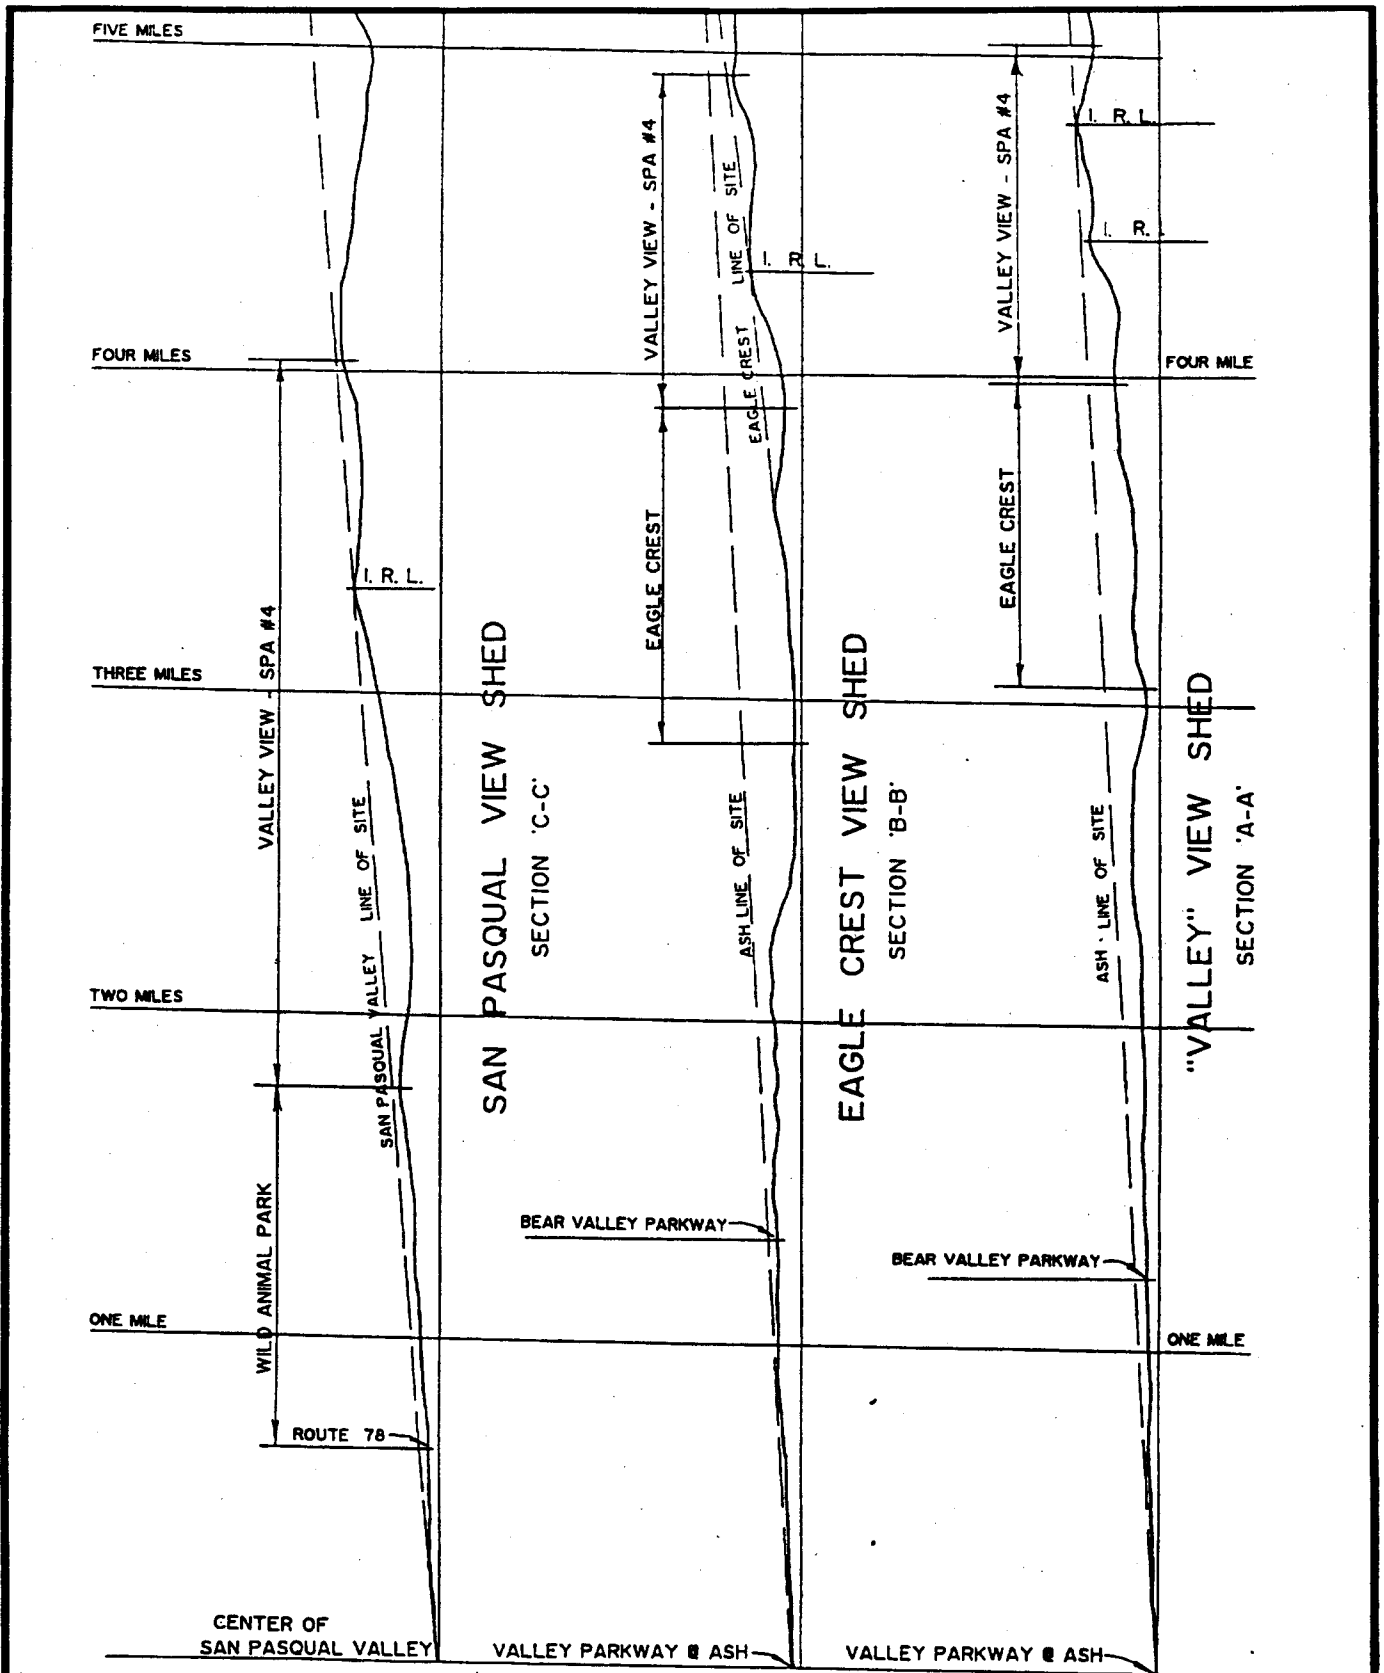 FIVE MILES
FOUR MILES
THREE MILES
TWO MILES
ONE MILE
VALLEY VIEW - SPA #4
WILD ANIMAL PARK
ROUTE 78
I. R. L.
SAN PASQUAL VALLEY LINE OF SITE
CENTER OF
SAN PASQUAL VALLEY
SAN PASQUAL VIEW SHED
SECTION 'C-C'
VALLEY VIEW - SPA #4
EAGLE CREST
EAGLE CREST LINE OF SITE
I. R. L.
ASH LINE OF SITE
BEAR VALLEY PARKWAY
VALLEY PARKWAY @ ASH
EAGLE CREST VIEW SHED
SECTION 'B-B'
VALLEY VIEW - SPA #4
EAGLE CREST
I. R. L.
I. R.
ASH · LINE OF SITE
BEAR VALLEY PARKWAY
VALLEY PARKWAY @ ASH
"VALLEY" VIEW SHED
SECTION 'A-A'
FOUR MILE
ONE MILE